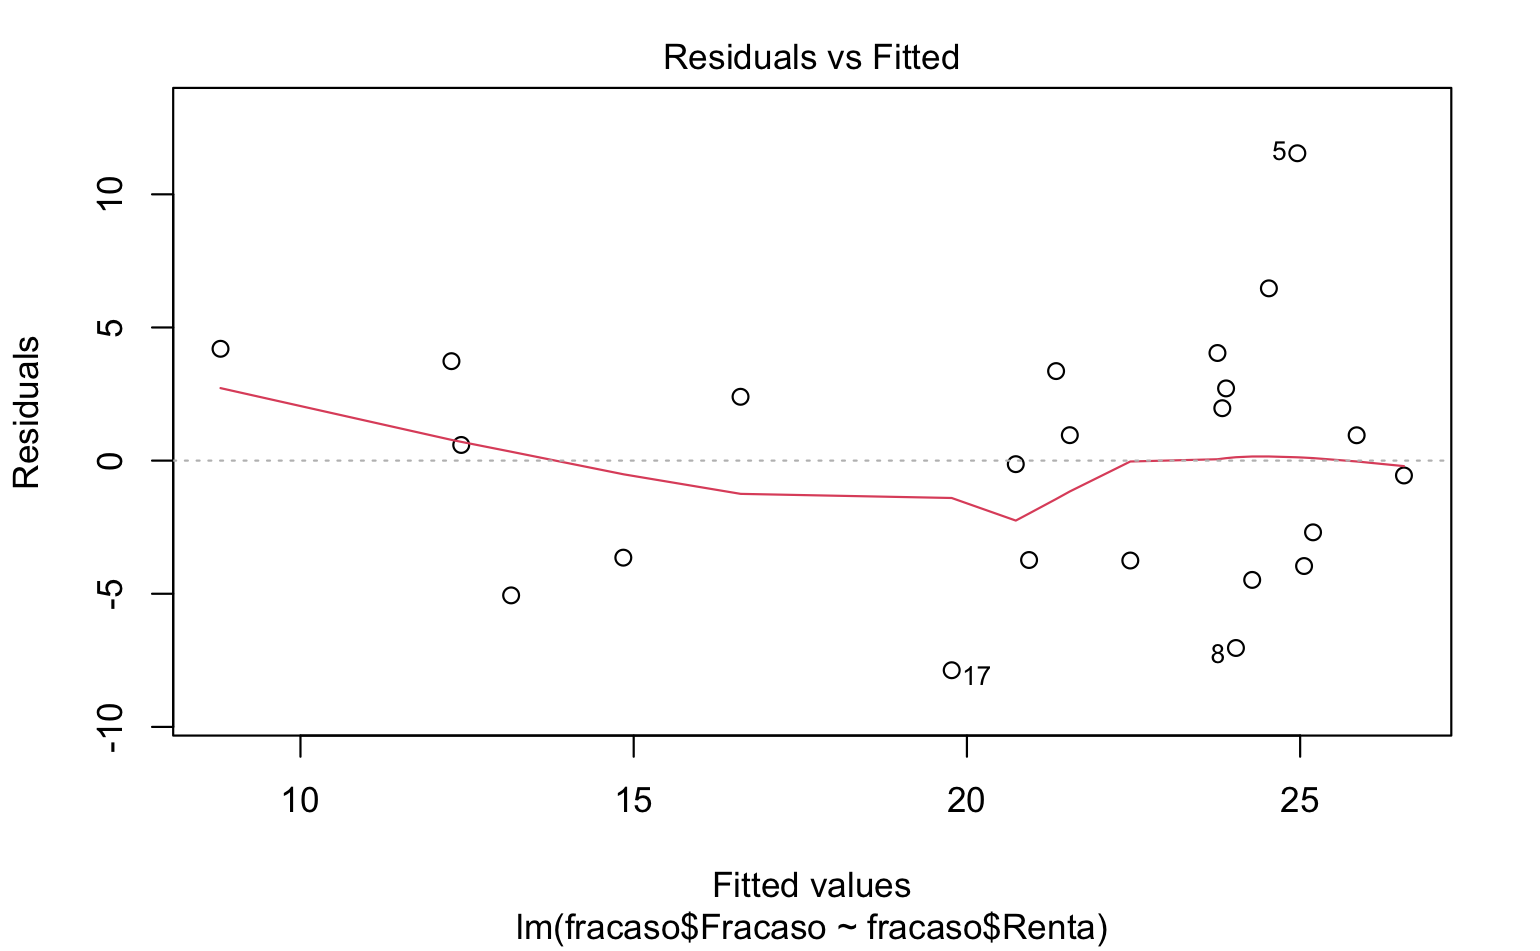 Residuals vs Fitted
Residuals
10
5
0
-5
-10
5
17
8
10 15 20 25
Fitted values
lm(fracaso$Fracaso ~ fracaso$Renta)